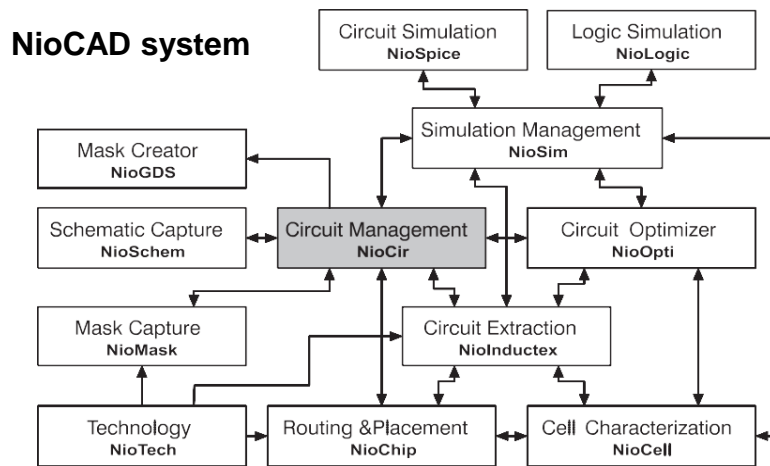 NioCAD system
Circuit Simulation
NioSpice
Logic Simulation
NioLogic
Simulation Management
NioSim
Mask Creator
NioGDS
Schematic Capture
NioSchem
Circuit Management
NioCir
Circuit Optimizer
NioOpti
Mask Capture
NioMask
Circuit Extraction
NioInductex
Technology
NioTech
Routing &Placement
NioChip
Cell Characterization
NioCell